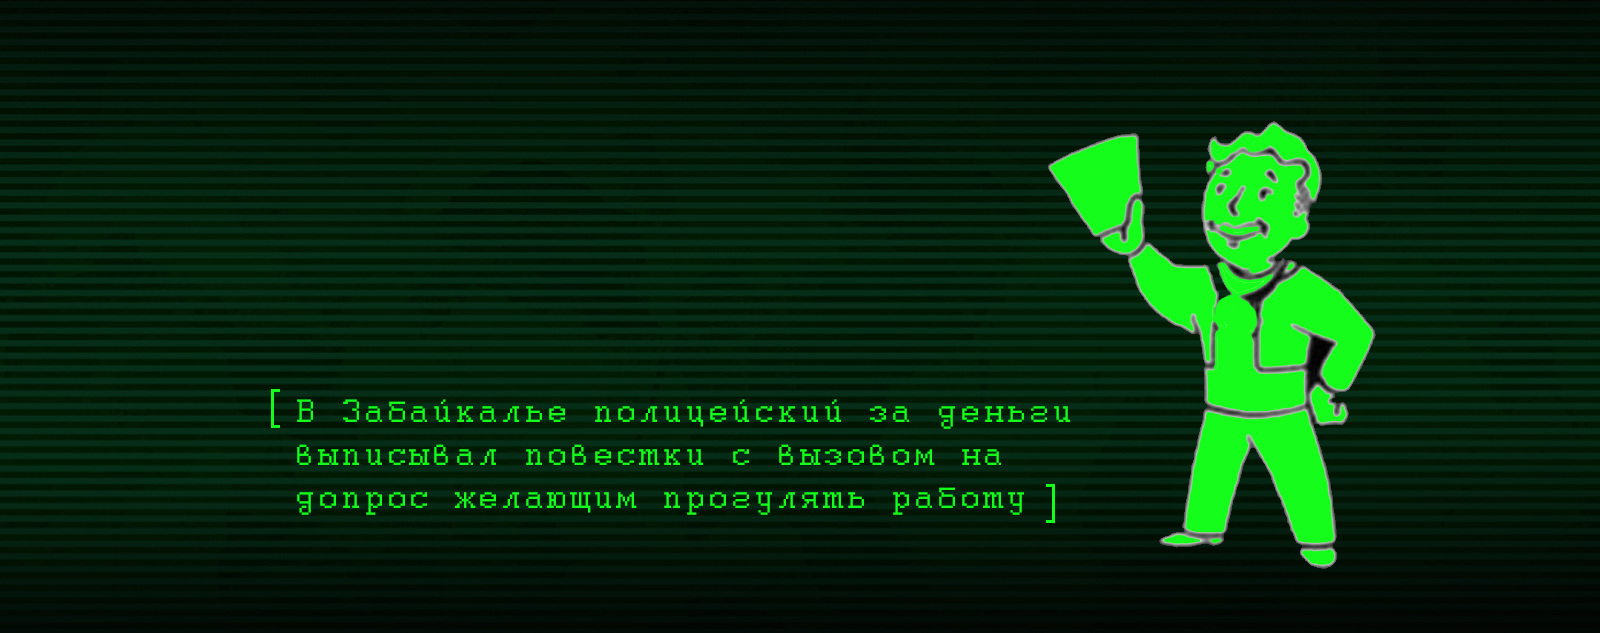 [ В Забайкалье полицейский за деньги
выписывал повестки с вызовом на
допрос желающим прогулять работу ]